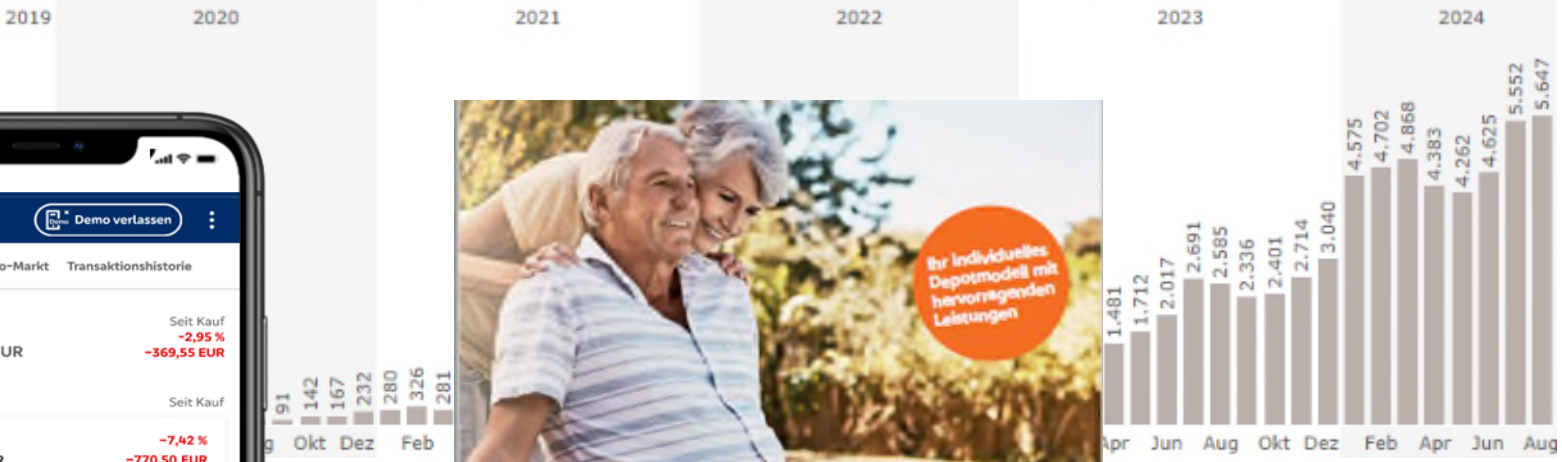 2019 2020 2021 2022 2023 2024
Demo verlassen
o-Markt Transaktionshistorie
Seit Kauf
-2,95 %
UR -369,55 EUR
Seit Kauf
-7,42 %
R -770,50 EUR
91 142 167 232 280 326 281
g Okt Dez Feb
Ihr individuelles
Depotmodell mit
hervorragenden
Leistungen
1.481 1.712 2.017 2.691 2.585 2.336 2.401 2.714 3.040 4.575 4.702 4.868 4.383 4.262 4.625 5.552 5.647
Apr Jun Aug Okt Dez Feb Apr Jun Aug